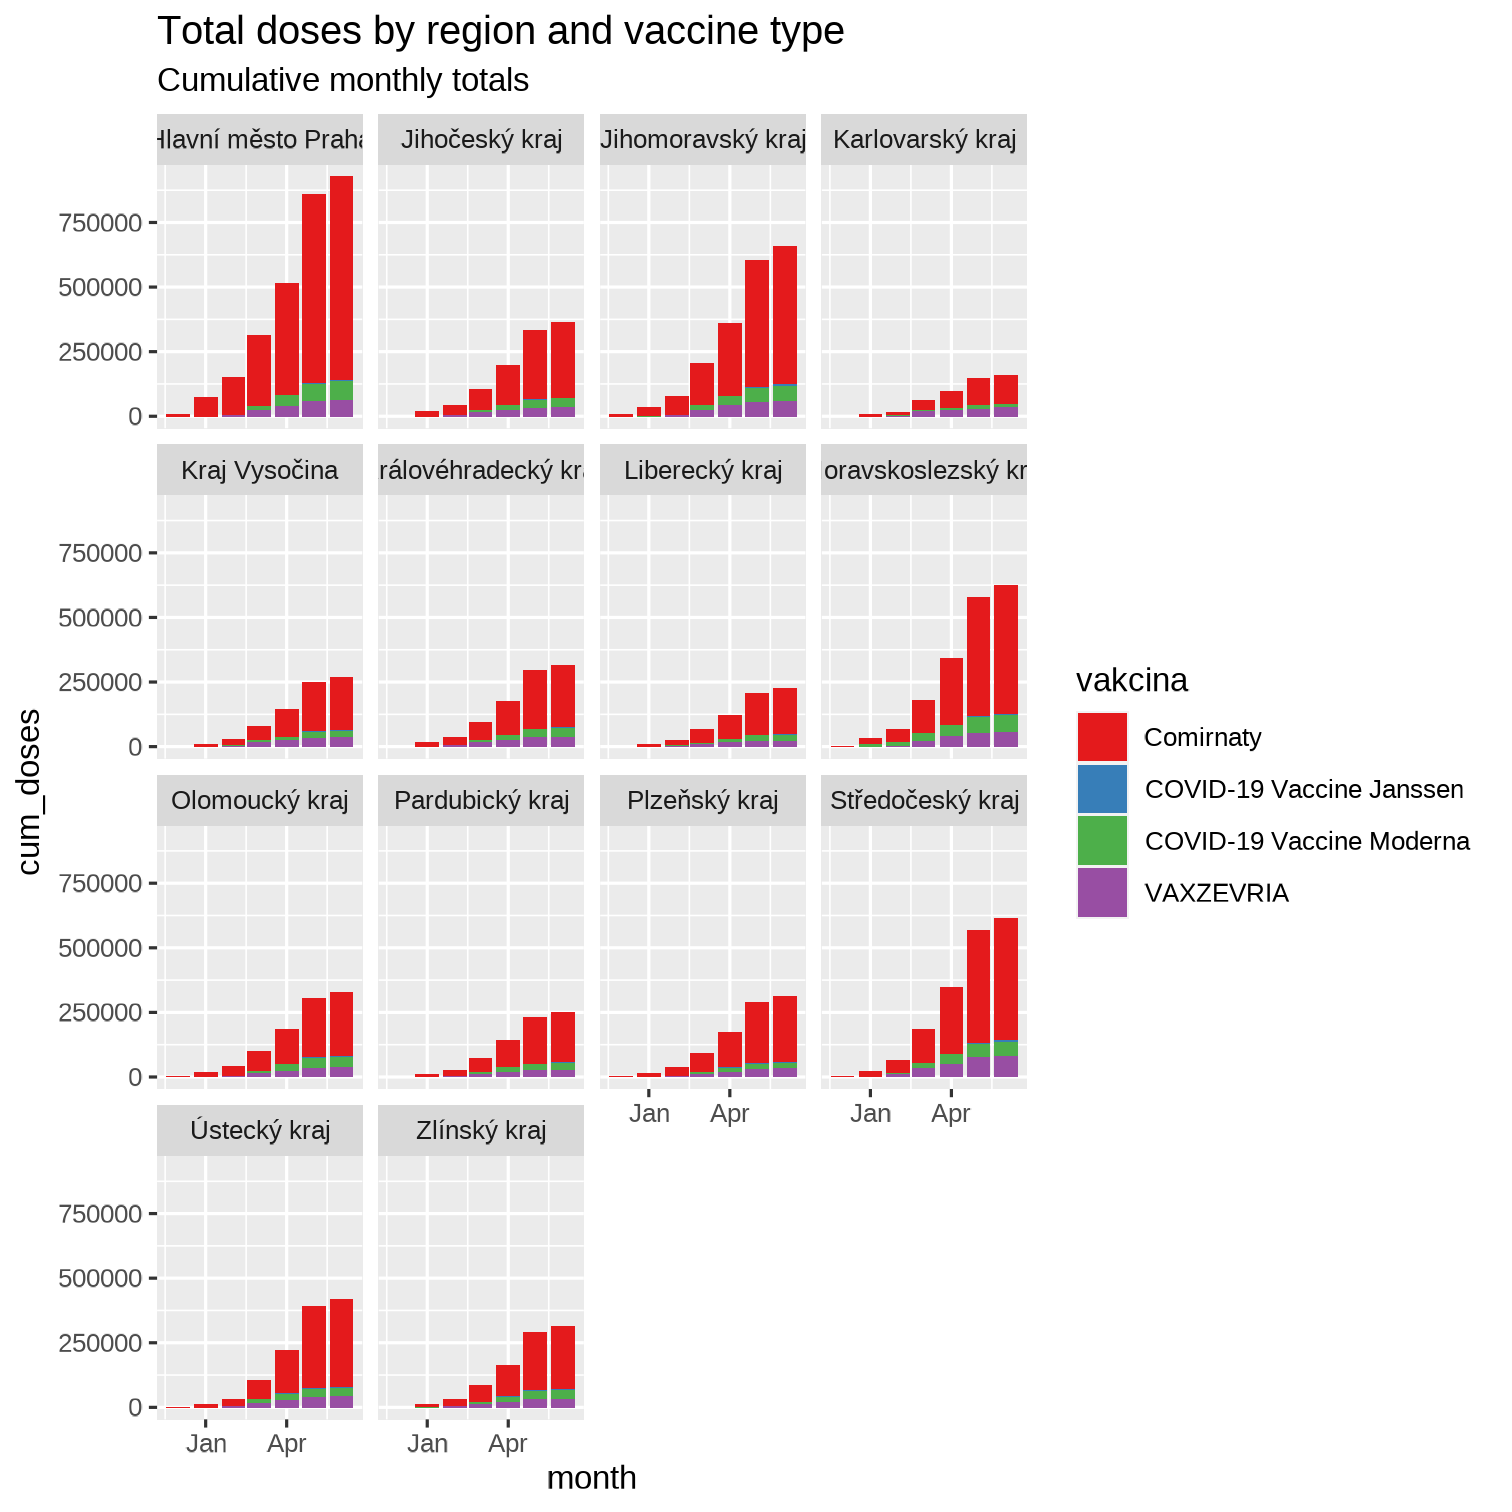 Total doses by region and vaccine type
Cumulative monthly totals
Hlavní město Praha
Jihočeský kraj
Jihomoravský kraj
Karlovarský kraj
750000
500000
250000
0
Kraj Vysočina
rálovéhradecký kra
Liberecký kraj
oravskoslezský kr
750000
500000
250000
0
Olomoucký kraj
Pardubický kraj
Plzeňský kraj
Středočeský kraj
750000
500000
250000
0
Jan
Apr
Jan
Apr
Ústecký kraj
Zlínský kraj
750000
500000
250000
0
Jan
Apr
Jan
Apr
month
cum_doses
vakcina
Comirnaty
COVID-19 Vaccine Janssen
COVID-19 Vaccine Moderna
VAXZEVRIA